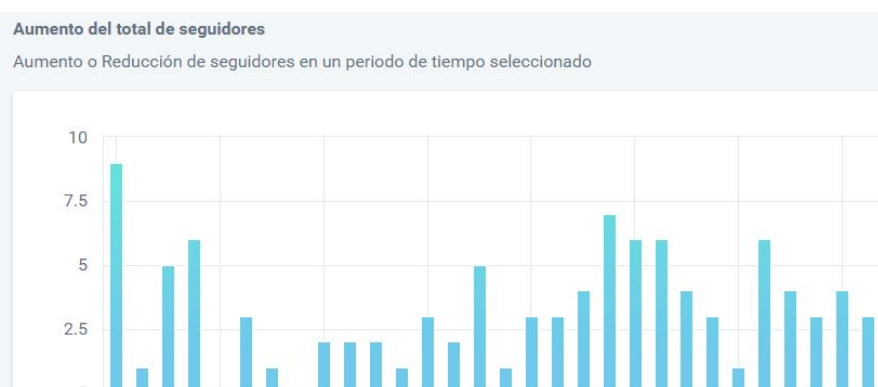 Aumento del total de seguidores
Aumento o Reducción de seguidores en un periodo de tiempo seleccionado
10
7.5
5
2.5